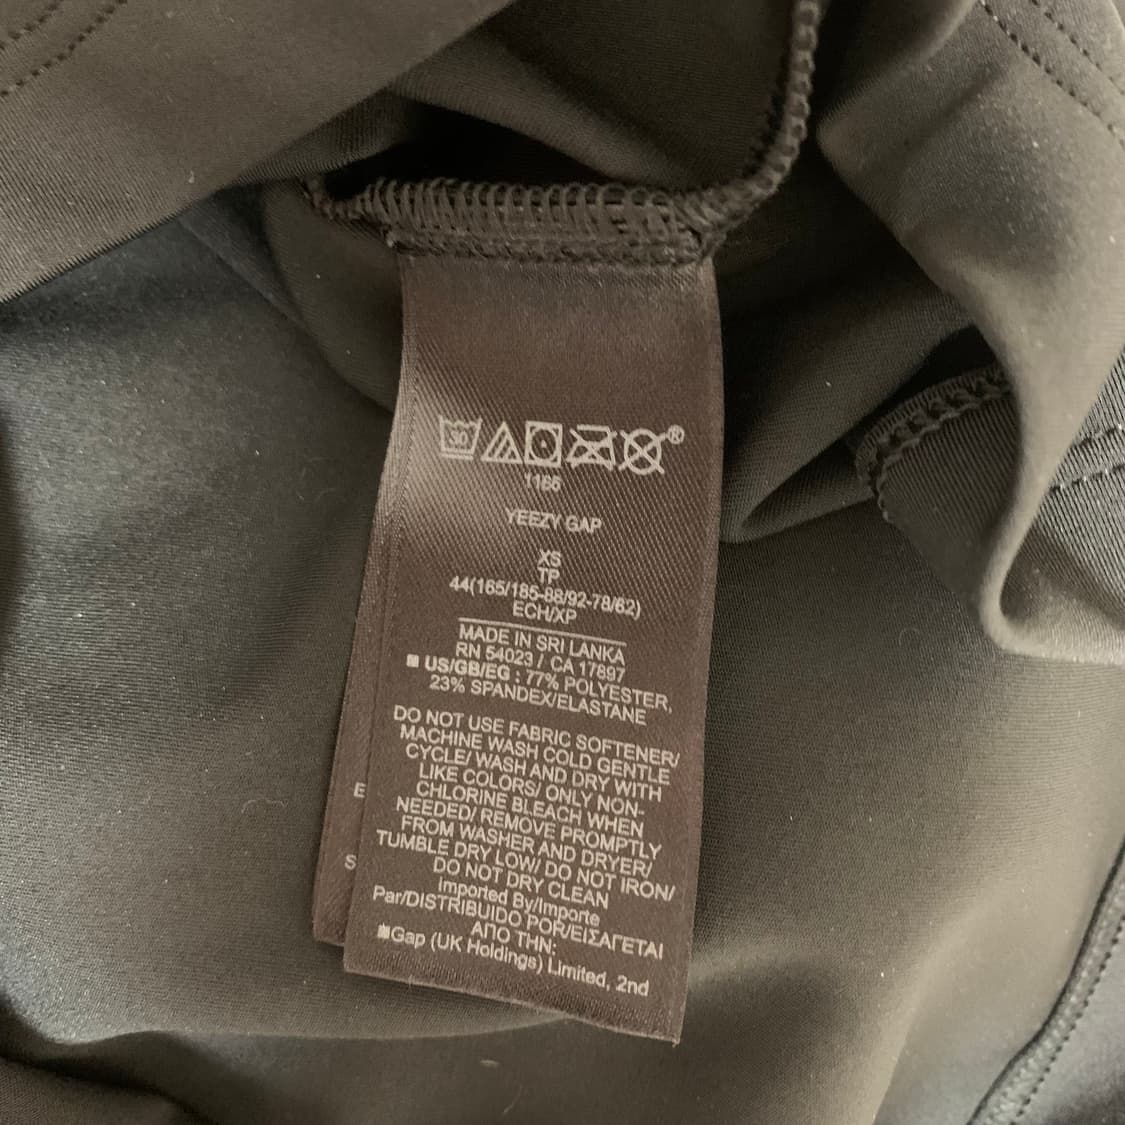 30 ®
1166
YEEZY GAP
XS
TP
44(165/185-88/92-78/62)
ECH/XP
MADE IN SRI LANKA
RN 54023 / CA 17897
US/GB/EG : 77% POLYESTER,
23% SPANDEX/ELASTANE
DO NOT USE FABRIC SOFTENER/
MACHINE WASH COLD GENTLE
CYCLE/ WASH AND DRY WITH
LIKE COLORS/ ONLY NON-
CHLORINE BLEACH WHEN
NEEDED/ REMOVE PROMPTLY
FROM WASHER AND DRYER/
TUMBLE DRY LOW/ DO NOT IRON/
DO NOT DRY CLEAN
Imported By/Importe
Par/DISTRIBUIDO POR/ΕΙΣΑΓΕΤΑΙ
ΑΠΟ ΤΗΝ:
Gap (UK Holdings) Limited, 2nd
E
S